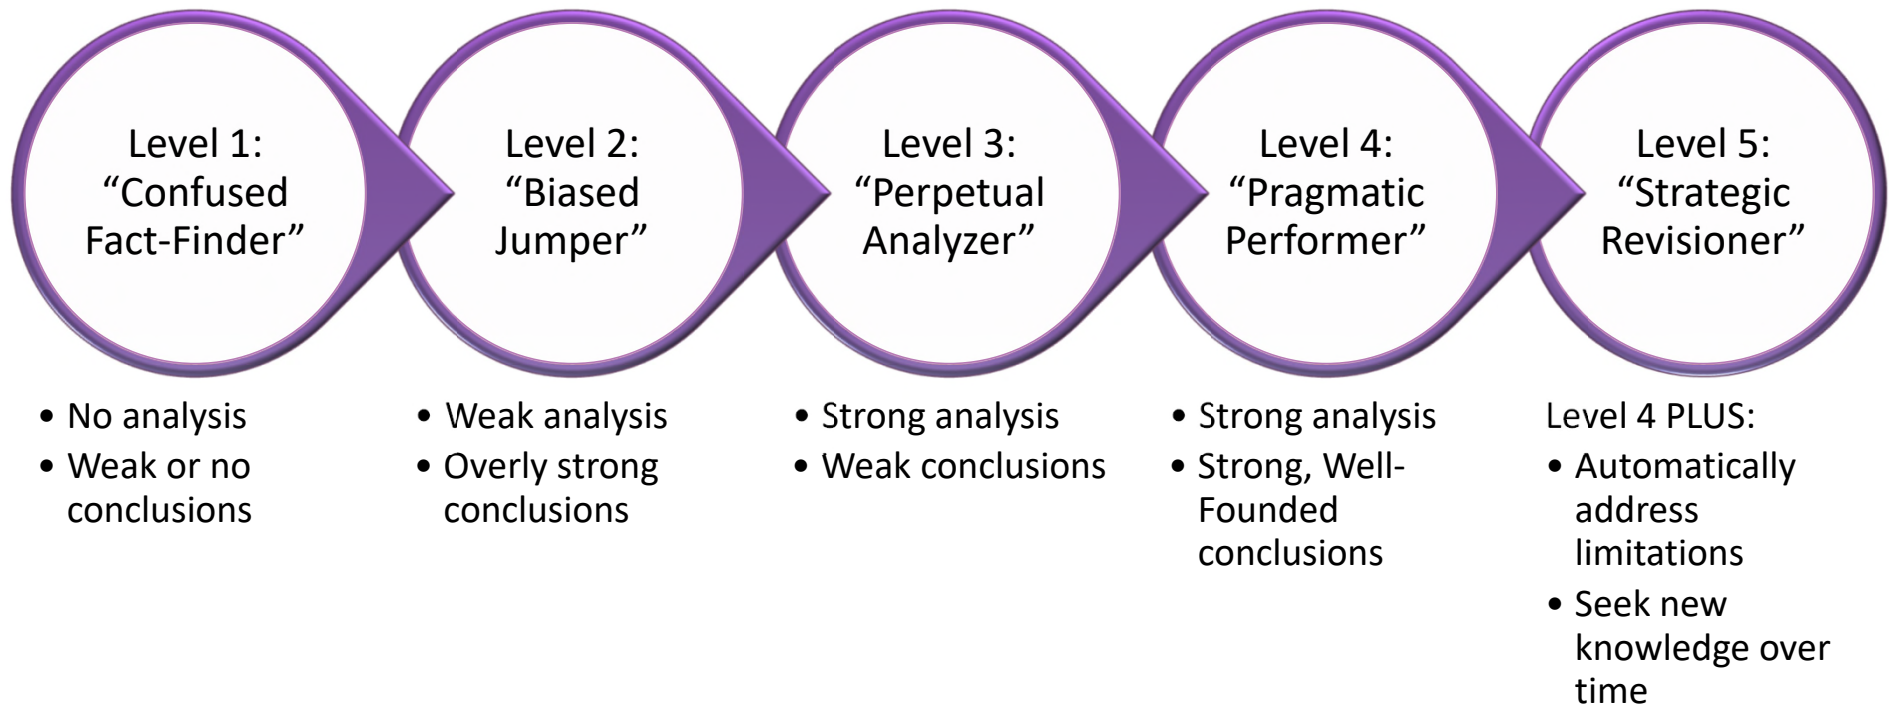 Level 1:
“Confused
Fact-Finder”
• No analysis
• Weak or no
conclusions
Level 2:
“Biased
Jumper”
• Weak analysis
• Overly strong
conclusions
Level 3:
“Perpetual
Analyzer”
• Strong analysis
• Weak conclusions
Level 4:
“Pragmatic
Performer”
• Strong analysis
• Strong, Well-
Founded
conclusions
Level 5:
“Strategic
Revisioner”
Level 4 PLUS:
• Automatically
address
limitations
• Seek new
knowledge over
time